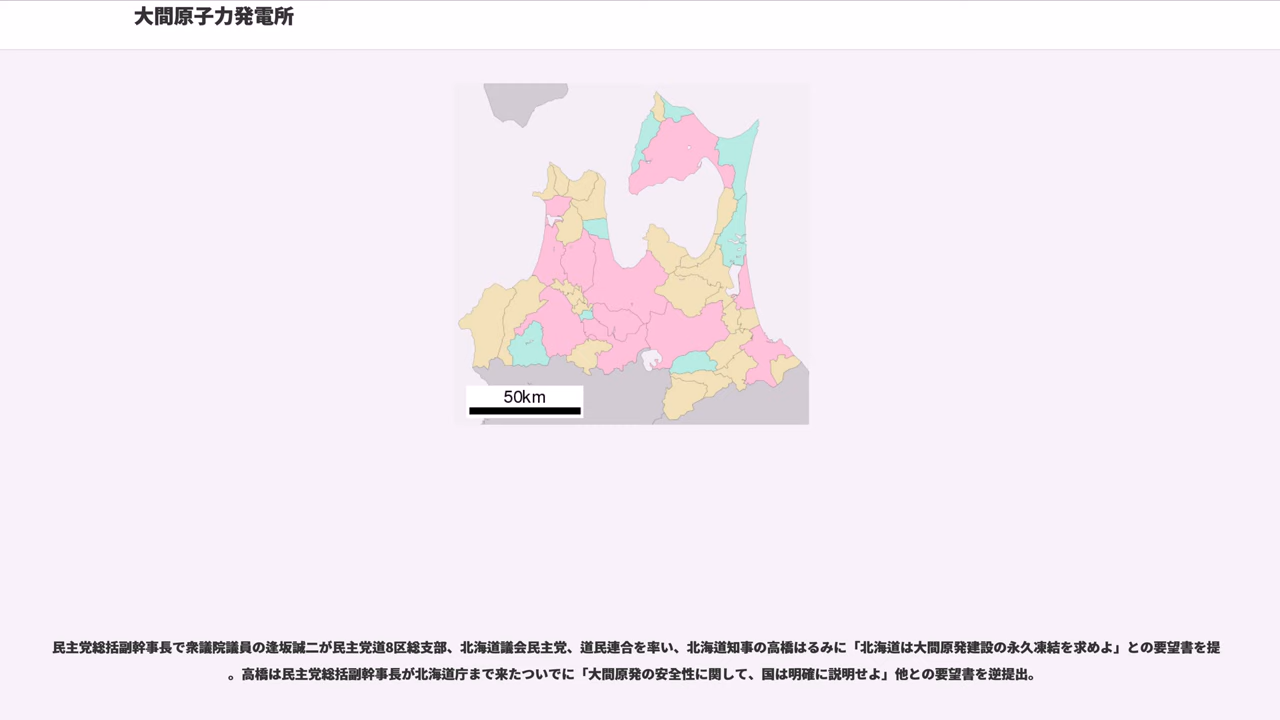 大間原子力発電所
50km
民主党総括副幹事長で衆議院議員の逢坂誠二が民主党道8区総支部、北海道議会民主党、道民連合を率い、北海道知事の高橋はるみに「北海道は大間原発建設の永久凍結を求めよ」との要望書を提
。高橋は民主党総括副幹事長が北海道庁まで来たついでに「大間原発の安全性に関して、国は明確に説明せよ」他との要望書を逆提出。